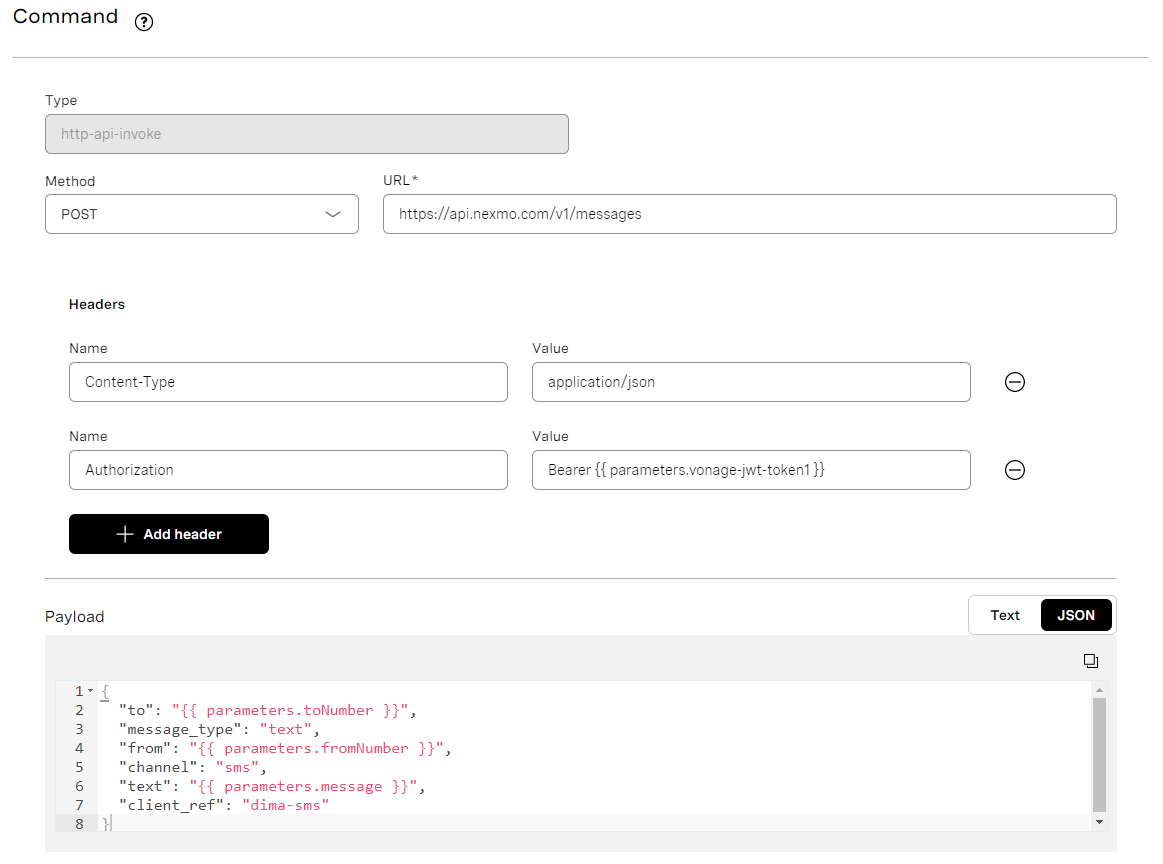 Command ?
Type
http-api-invoke
Method URL*
POST https://api.nexmo.com/v1/messages
Headers
Name Value
Content-Type application/json
Name Value
Authorization Bearer {{ parameters.vonage-jwt-token1 }}
+ Add header
Payload Text JSON
1 {
2 "to": "{{ parameters.toNumber }}",
3 "message_type": "text",
4 "from": "{{ parameters.fromNumber }}",
5 "channel": "sms",
6 "text": "{{ parameters.message }}",
7 "client_ref": "dima-sms"
8 }